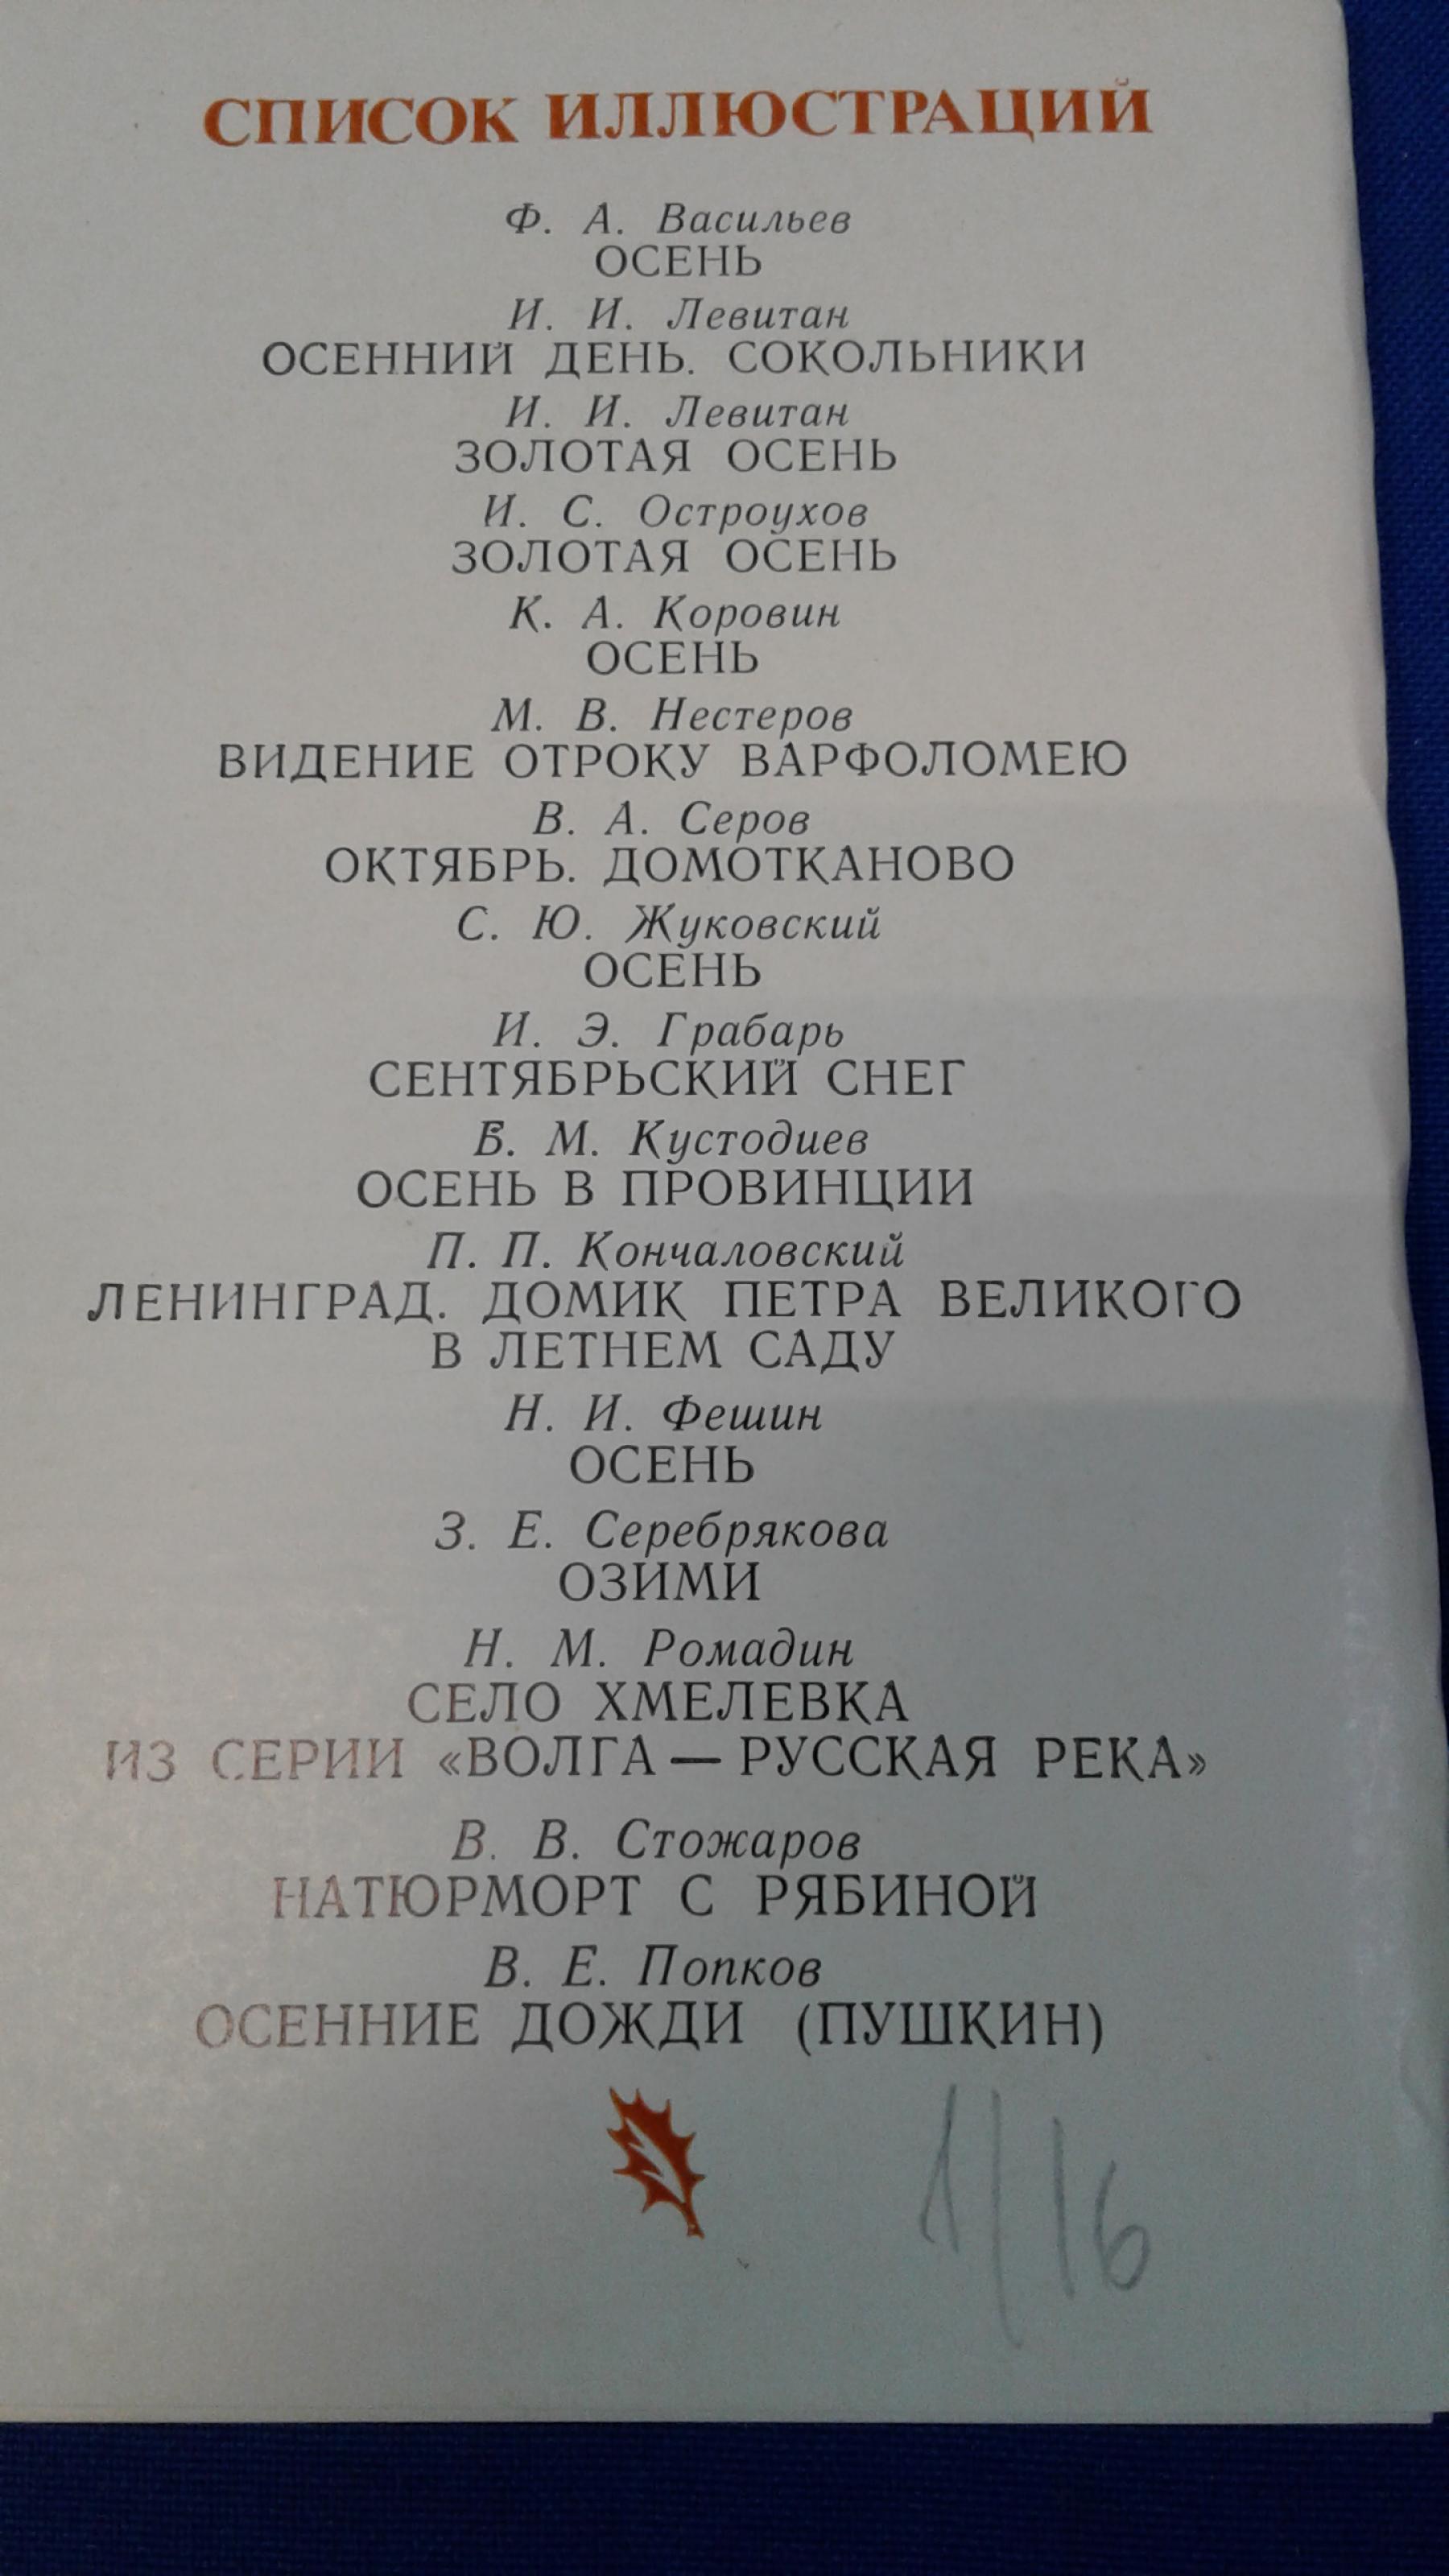 СПИСОК ИЛЛЮСТРАЦИЙ
Ф. А. Васильев
ОСЕНЬ
И. И. Левитан
ОСЕННИЙ ДЕНЬ. СОКОЛЬНИКИ
И. И. Левитан
ЗОЛОТАЯ ОСЕНЬ
И. С. Остроухов
ЗОЛОТАЯ ОСЕНЬ
К. А. Коровин
ОСЕНЬ
М. В. Нестеров
ВИДЕНИЕ ОТРОКУ ВАРФОЛОМЕЮ
В. А. Серов
ОКТЯБРЬ. ДОМОТКАНОВО
С. Ю. Жуковский
ОСЕНЬ
И. Э. Грабарь
СЕНТЯБРЬСКИЙ СНЕГ
Б. М. Кустодиев
ОСЕНЬ В ПРОВИНЦИИ
П. П. Кончаловский
ЛЕНИНГРАД. ДОМИК ПЕТРА ВЕЛИКОГО
В ЛЕТНЕМ САДУ
Н. И. Фешин
ОСЕНЬ
З. Е. Серебрякова
ОЗИМИ
Н. М. Ромадин
СЕЛО ХМЕЛЕВКА
ИЗ СЕРИИ «ВОЛГА — РУССКАЯ РЕКА»
В. В. Стожаров
НАТЮРМОРТ С РЯБИНОЙ
В. Е. Попков
ОСЕННИЕ ДОЖДИ (ПУШКИН)
1/16